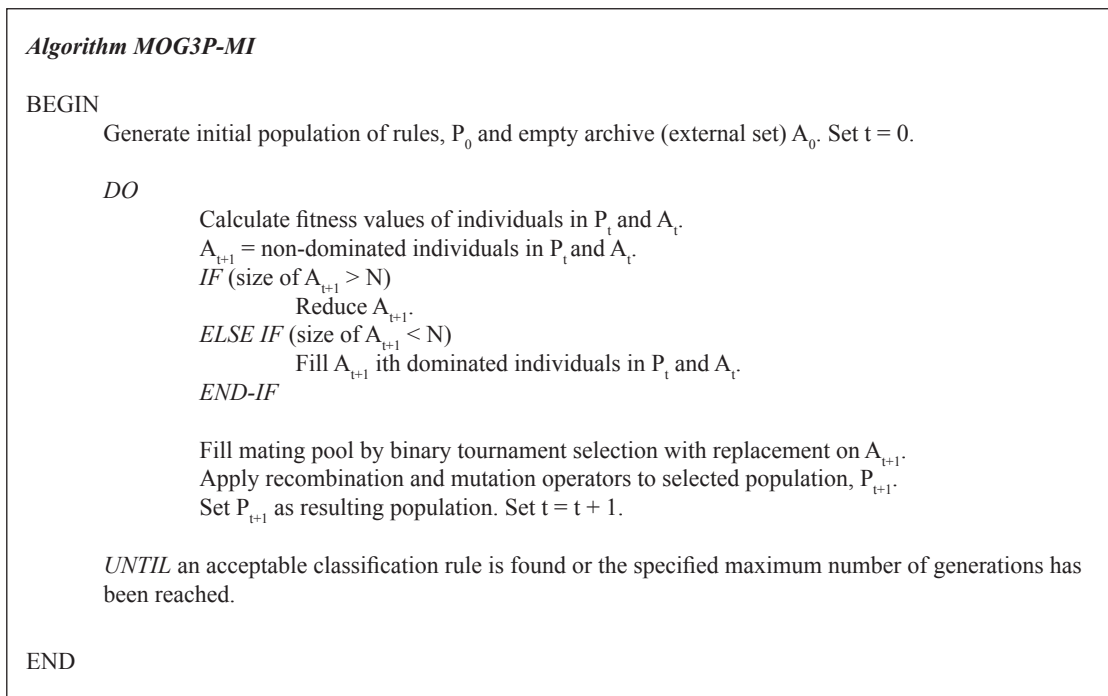 Algorithm MOG3P-MI
BEGIN
Generate initial population of rules, P0 and empty archive (external set) A0. Set t = 0.
DO
Calculate fitness values of individuals in Pt and At.
At+1 = non-dominated individuals in Pt and At.
IF (size of At+1 > N)
Reduce At+1.
ELSE IF (size of At+1 < N)
Fill At+1 ith dominated individuals in Pt and At.
END-IF
Fill mating pool by binary tournament selection with replacement on At+1.
Apply recombination and mutation operators to selected population, Pt+1.
Set Pt+1 as resulting population. Set t = t + 1.
UNTIL an acceptable classification rule is found or the specified maximum number of generations has
been reached.
END